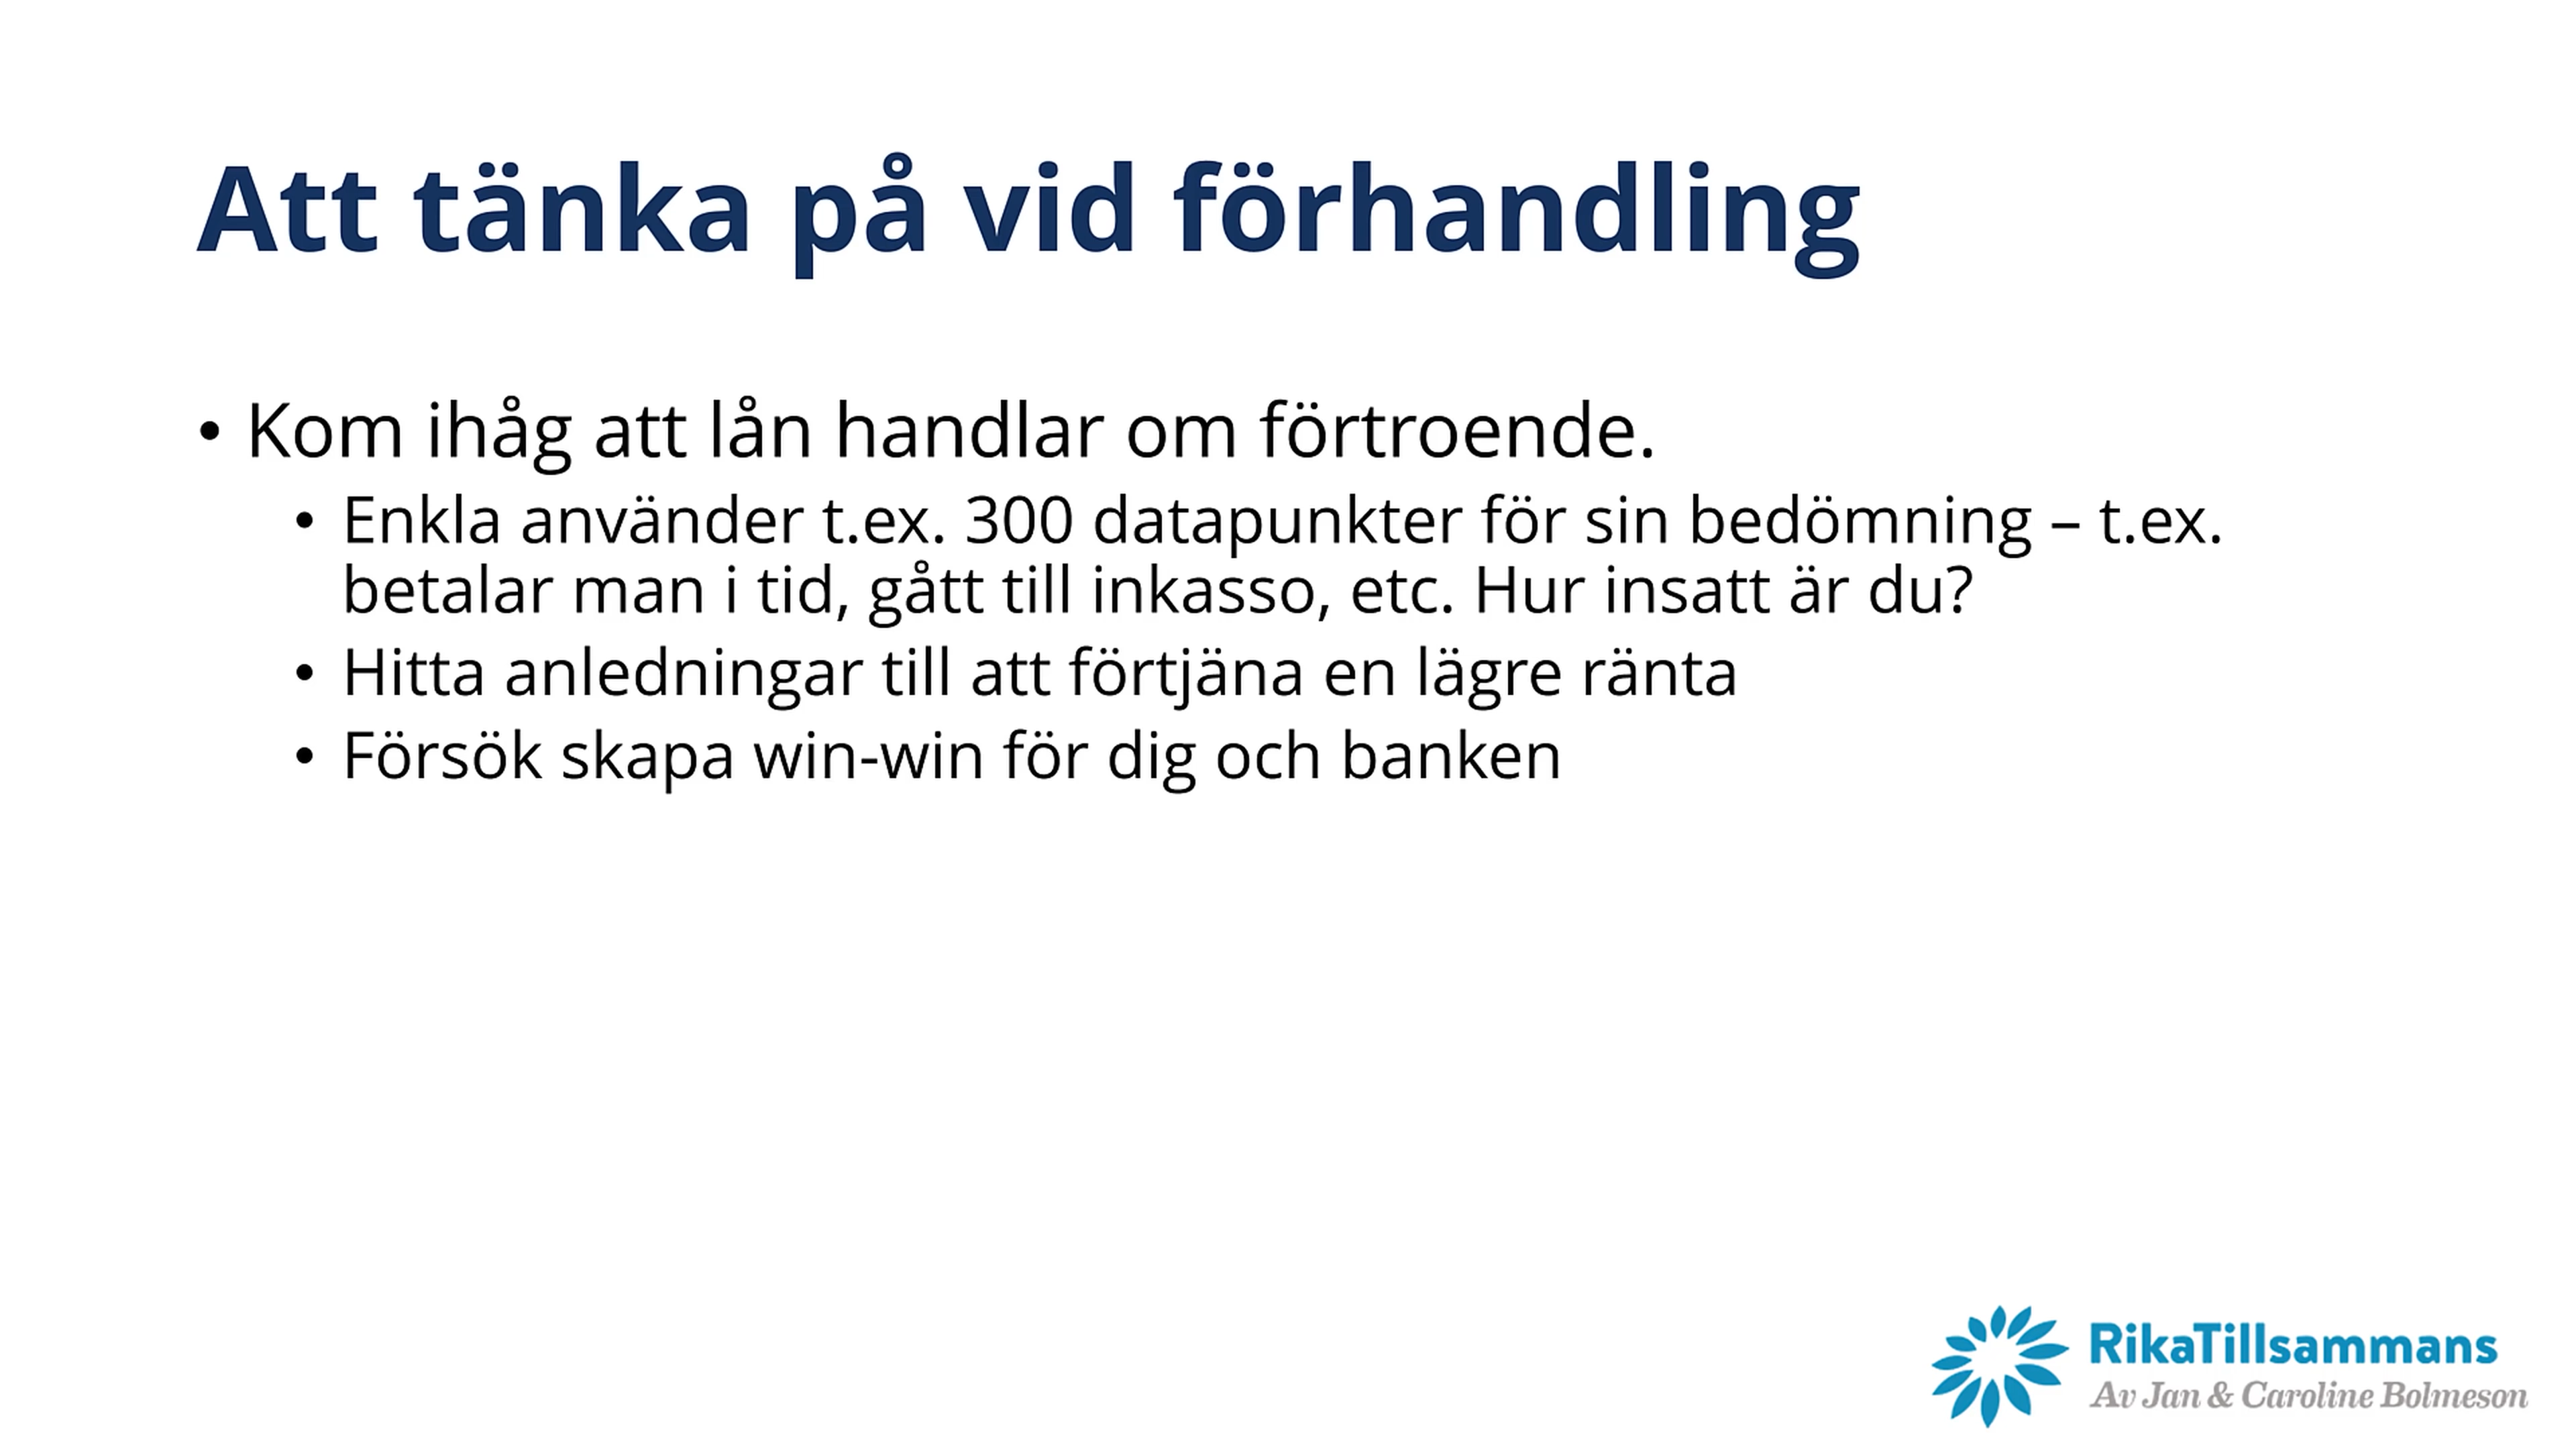 Att tänka på vid förhandling
• Kom ihåg att lån handlar om förtroende.
• Enkla använder t.ex. 300 datapunkter för sin bedömning – t.ex.
betalar man i tid, gått till inkasso, etc. Hur insatt är du?
• Hitta anledningar till att förtjäna en lägre ränta
• Försök skapa win-win för dig och banken
RikaTillsammans
Av Jan & Caroline Bolmeson